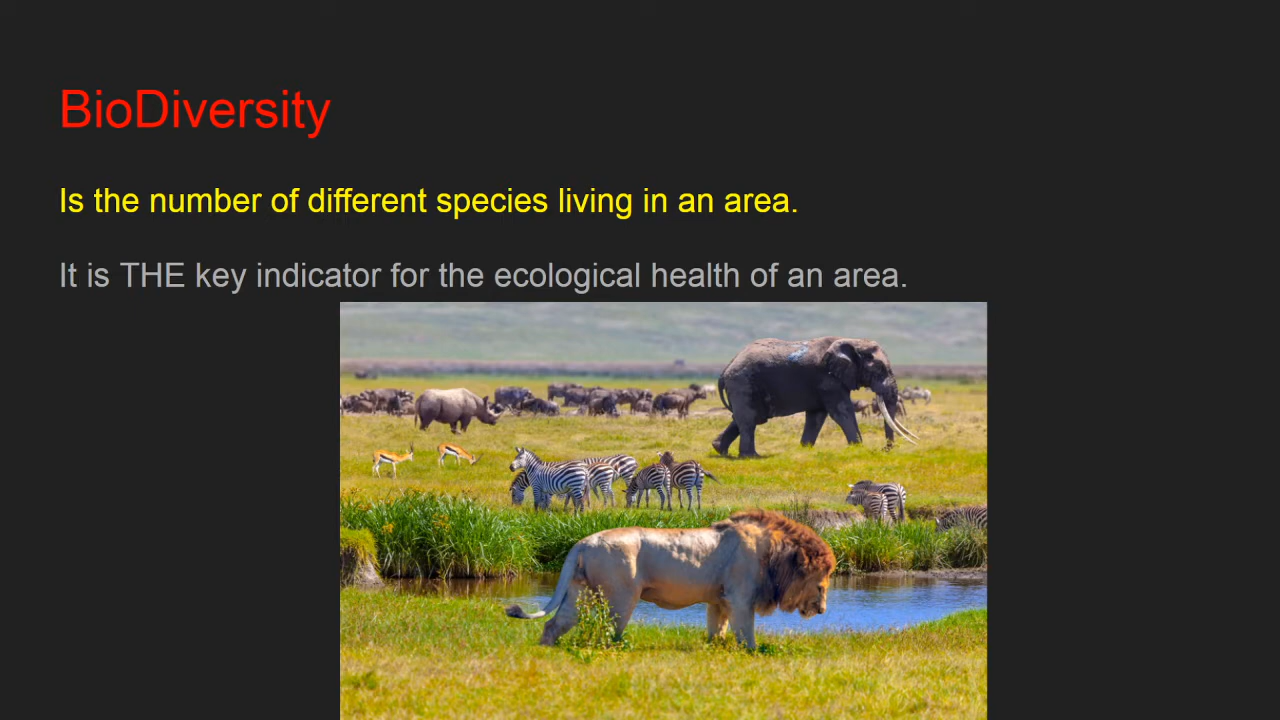 BioDiversity
Is the number of different species living in an area.
It is THE key indicator for the ecological health of an area.